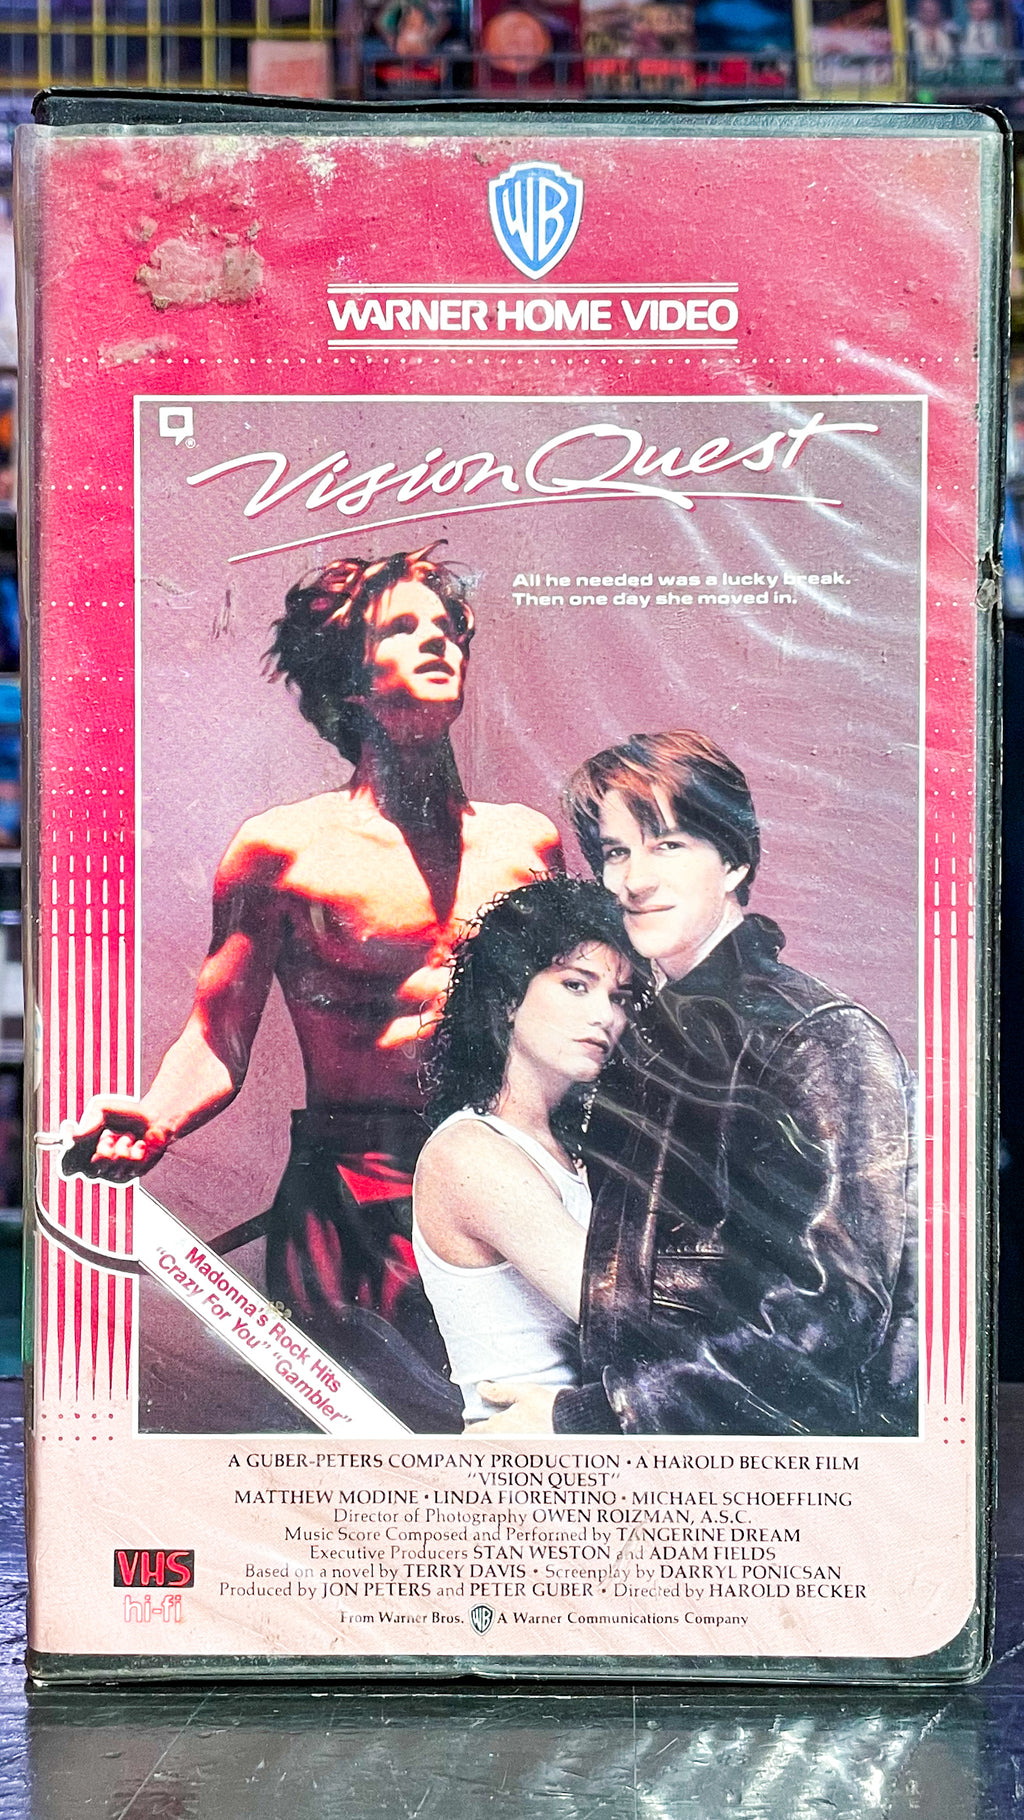 WB
WARNER HOME VIDEO
Vision Quest
All he needed was a lucky break.
Then one day she moved in.
Madonna's Rock Hits
"Crazy For You" "Gambler"
A GUBER-PETERS COMPANY PRODUCTION • A HAROLD BECKER FILM
"VISION QUEST"
MATTHEW MODINE • LINDA FIORENTINO • MICHAEL SCHOEFFLING
Director of Photography OWEN ROIZMAN, A.S.C.
Music Score Composed and Performed by TANGERINE DREAM
Executive Producers STAN WESTON and ADAM FIELDS
Based on a novel by TERRY DAVIS • Screenplay by DARRYL PONICSAN
Produced by JON PETERS and PETER GUBER • Directed by HAROLD BECKER
From Warner Bros. WB A Warner Communications Company
VHS
hi-fi